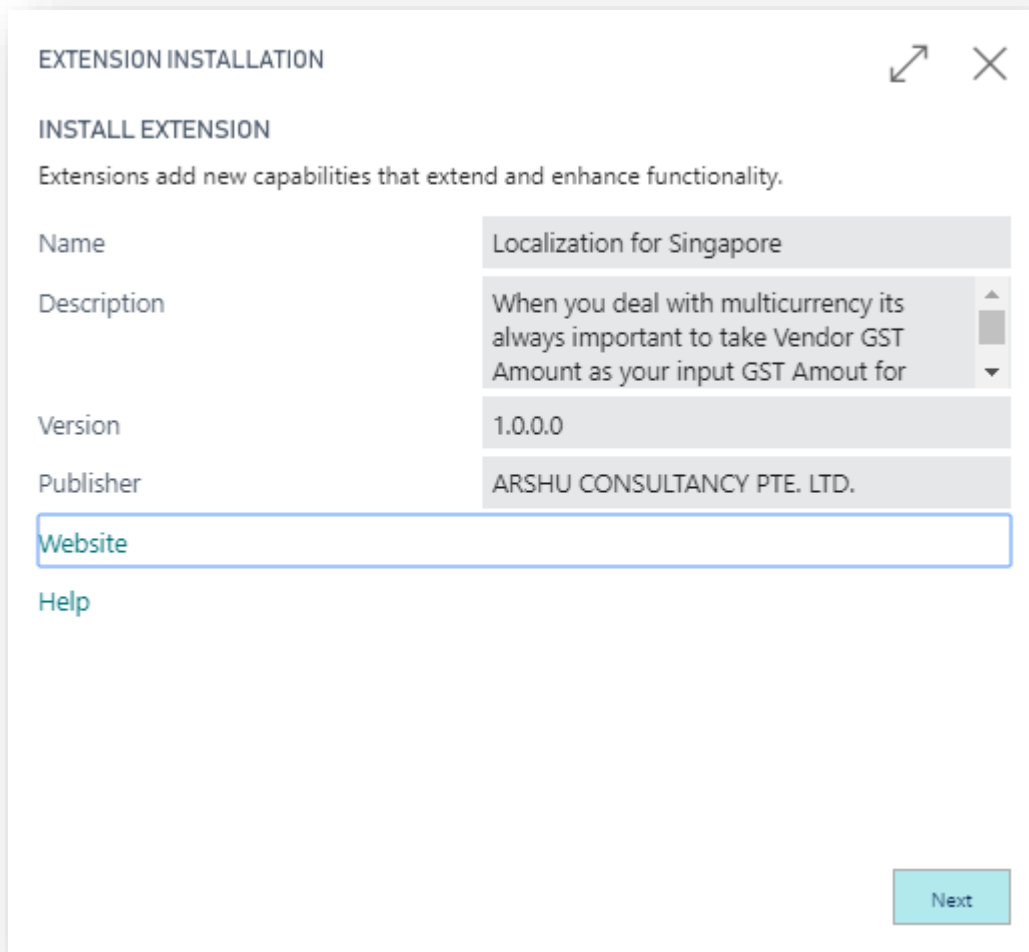 EXTENSION INSTALLATION
INSTALL EXTENSION
Extensions add new capabilities that extend and enhance functionality.
Name
Localization for Singapore
Description
When you deal with multicurrency its
always important to take Vendor GST
Amount as your input GST Amout for
Version
1.0.0.0
Publisher
ARSHU CONSULTANCY PTE. LTD.
Website
Help
Next